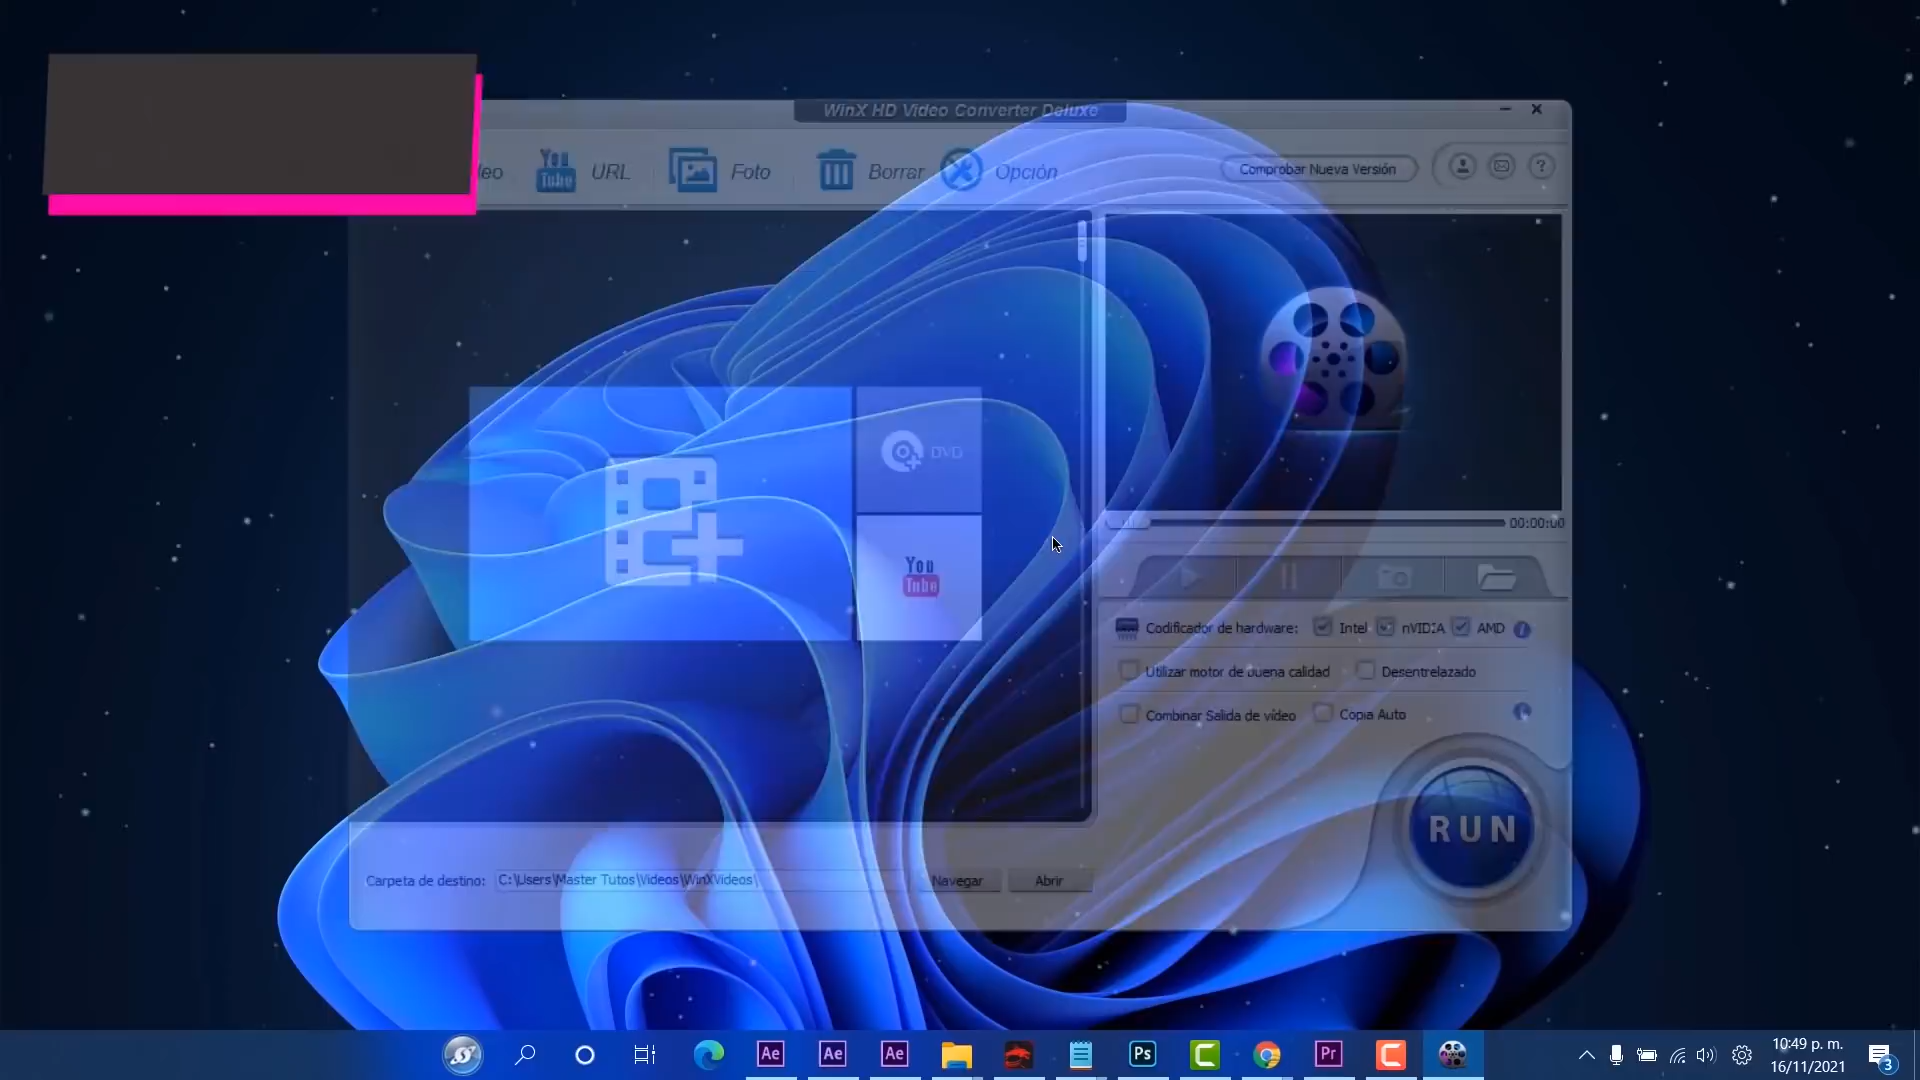 WinX HD Video Converter Deluxe
eo
You Tube URL
Foto
Borrar
Opción
Comprobar Nueva Versión
?
DVD
You Tube
00:00:00
Codificador de hardware: Intel nVIDIA AMD i
Utilizar motor de buena calidad Desentrelazado
Combinar Salida de vídeo Copia Auto
RUN
Carpeta de destino: C:\Users\Master Tutos\Videos\WinXVideos\ Navegar Abrir
Ae Ae Ae Ps C Pr C
10:49 p. m.
16/11/2021
3